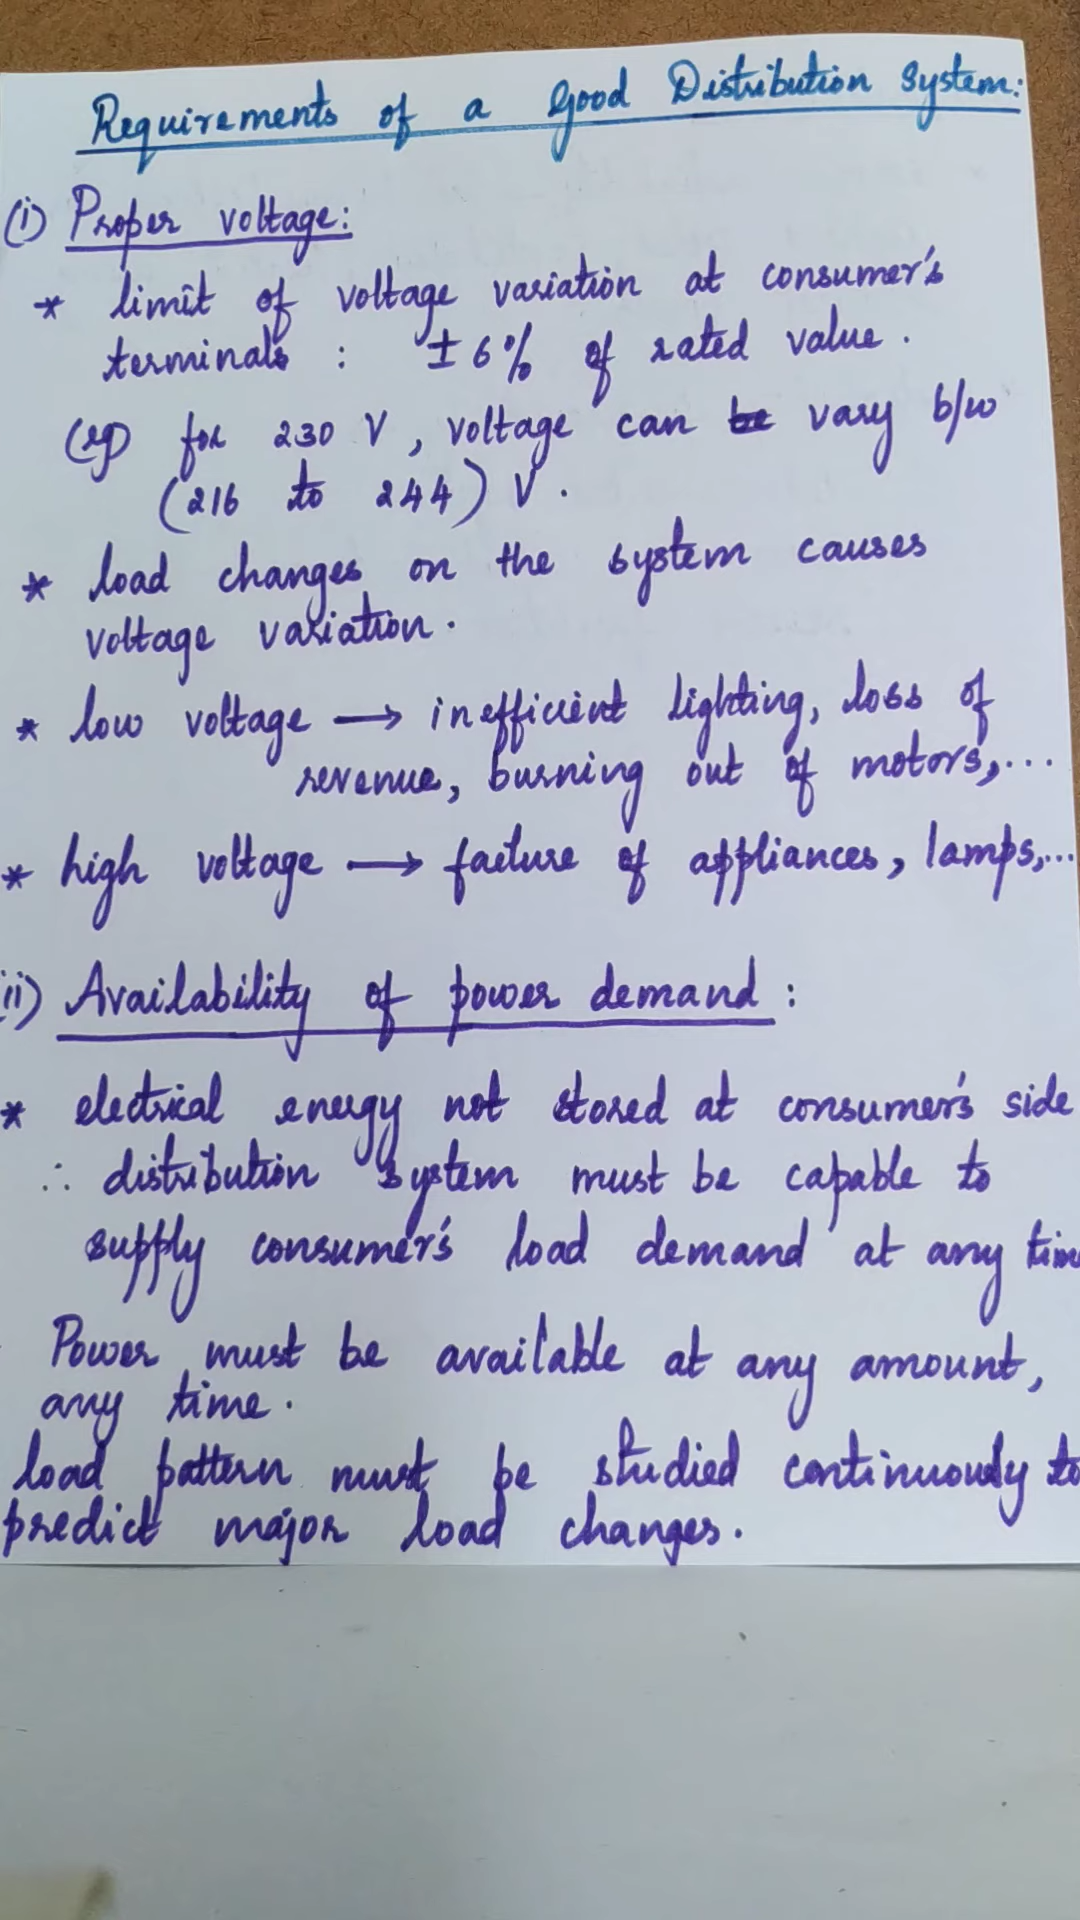 Requirements of a Good Distribution System:
(i) Proper voltage:
* limit of voltage variation at consumer's
terminals : ±6% of rated value.
(eg) for 230 V, voltage can be vary b/w
(216 to 244) V.
* load changes on the system causes
voltage variation.
* low voltage → inefficient lighting, loss of
revenue, burning out of motors,...
* high voltage → failure of appliances, lamps,...
(ii) Availability of power demand :
* electrical energy not stored at consumer's side
∴ distribution system must be capable to
supply consumer's load demand at any time
Power must be available at any amount,
any time.
load pattern must be studied continuously to
predict major load changes.